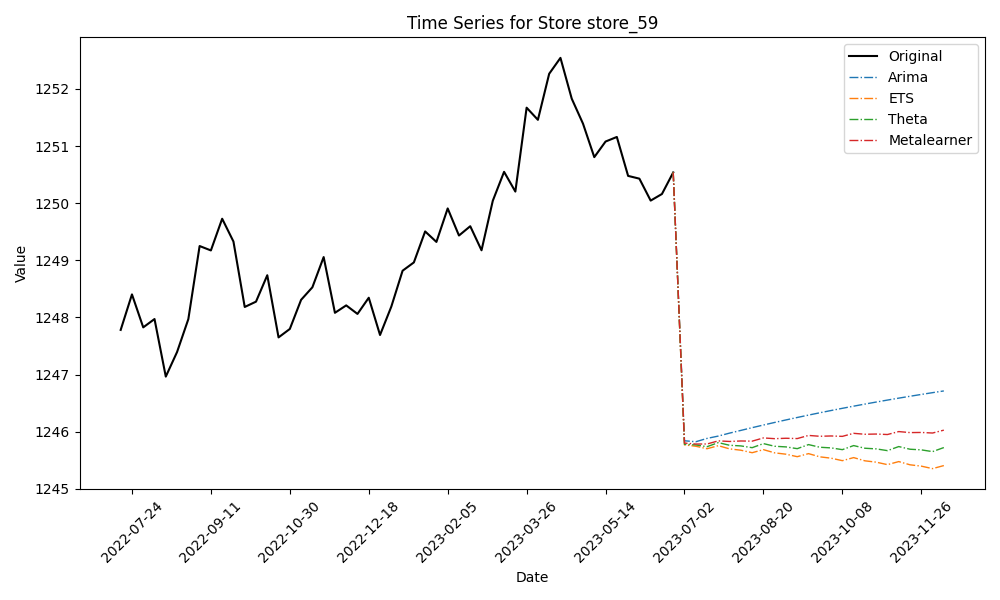 Time Series for Store store_59
Original
Arima
ETS
Theta
Metalearner
Value
1252
1251
1250
1249
1248
1247
1246
1245
2022-07-24
2022-09-11
2022-10-30
2022-12-18
2023-02-05
2023-03-26
2023-05-14
2023-07-02
2023-08-20
2023-10-08
2023-11-26
Date